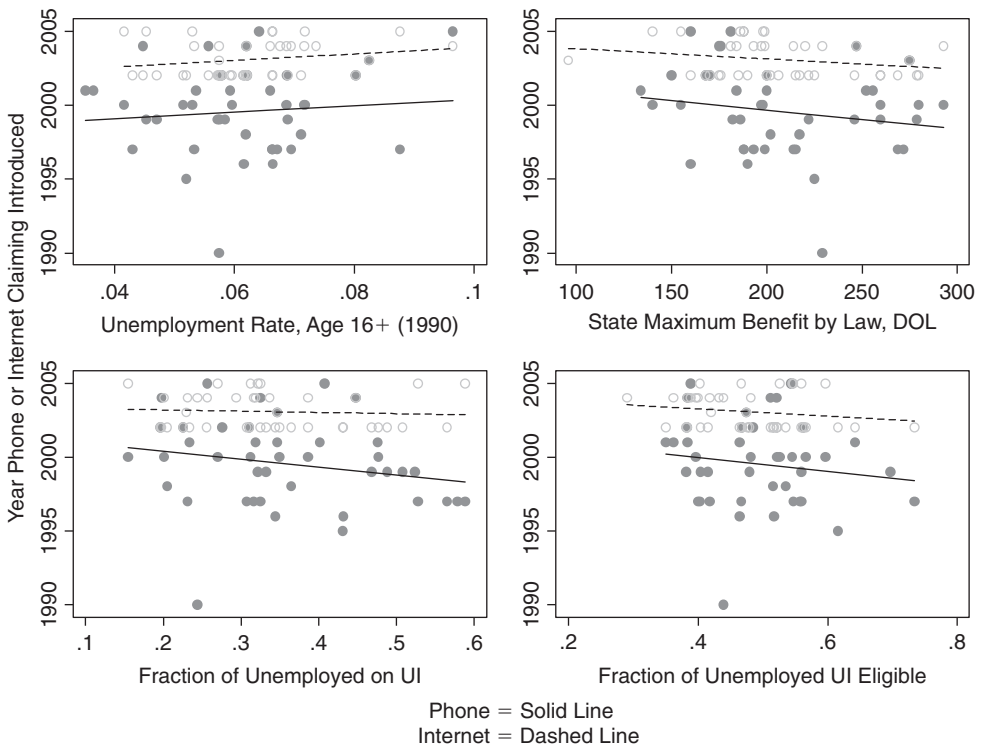 Year Phone or Internet Claiming Introduced
2005
2000
1995
1990
.04 .06 .08 .1
Unemployment Rate, Age 16+ (1990)
2005
2000
1995
1990
100 150 200 250 300
State Maximum Benefit by Law, DOL
2005
2000
1995
1990
.1 .2 .3 .4 .5 .6
Fraction of Unemployed on UI
2005
2000
1995
1990
.2 .4 .6 .8
Fraction of Unemployed UI Eligible
Phone = Solid Line
Internet = Dashed Line